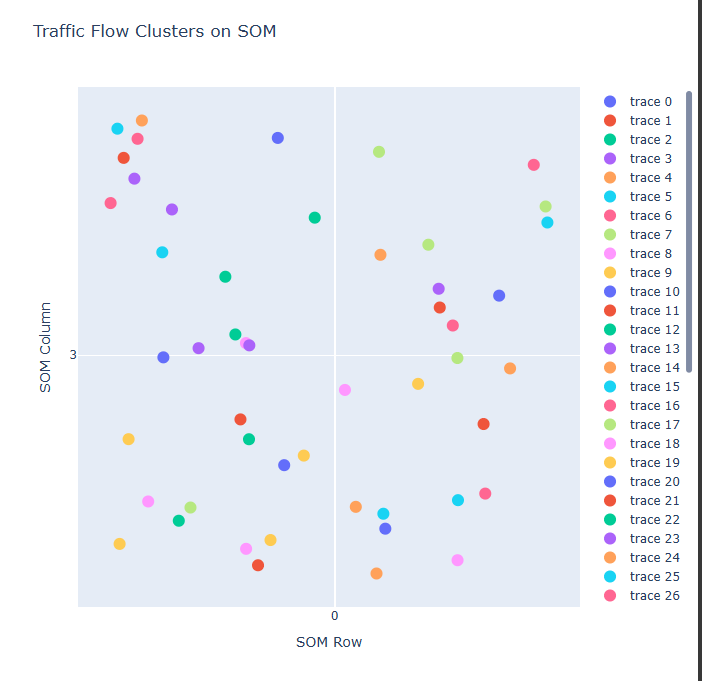 Traffic Flow Clusters on SOM
trace 0
trace 1
trace 2
trace 3
trace 4
trace 5
trace 6
trace 7
trace 8
trace 9
trace 10
trace 11
trace 12
trace 13
trace 14
trace 15
trace 16
trace 17
trace 18
trace 19
trace 20
trace 21
trace 22
trace 23
trace 24
trace 25
trace 26
SOM Column
3
0
SOM Row